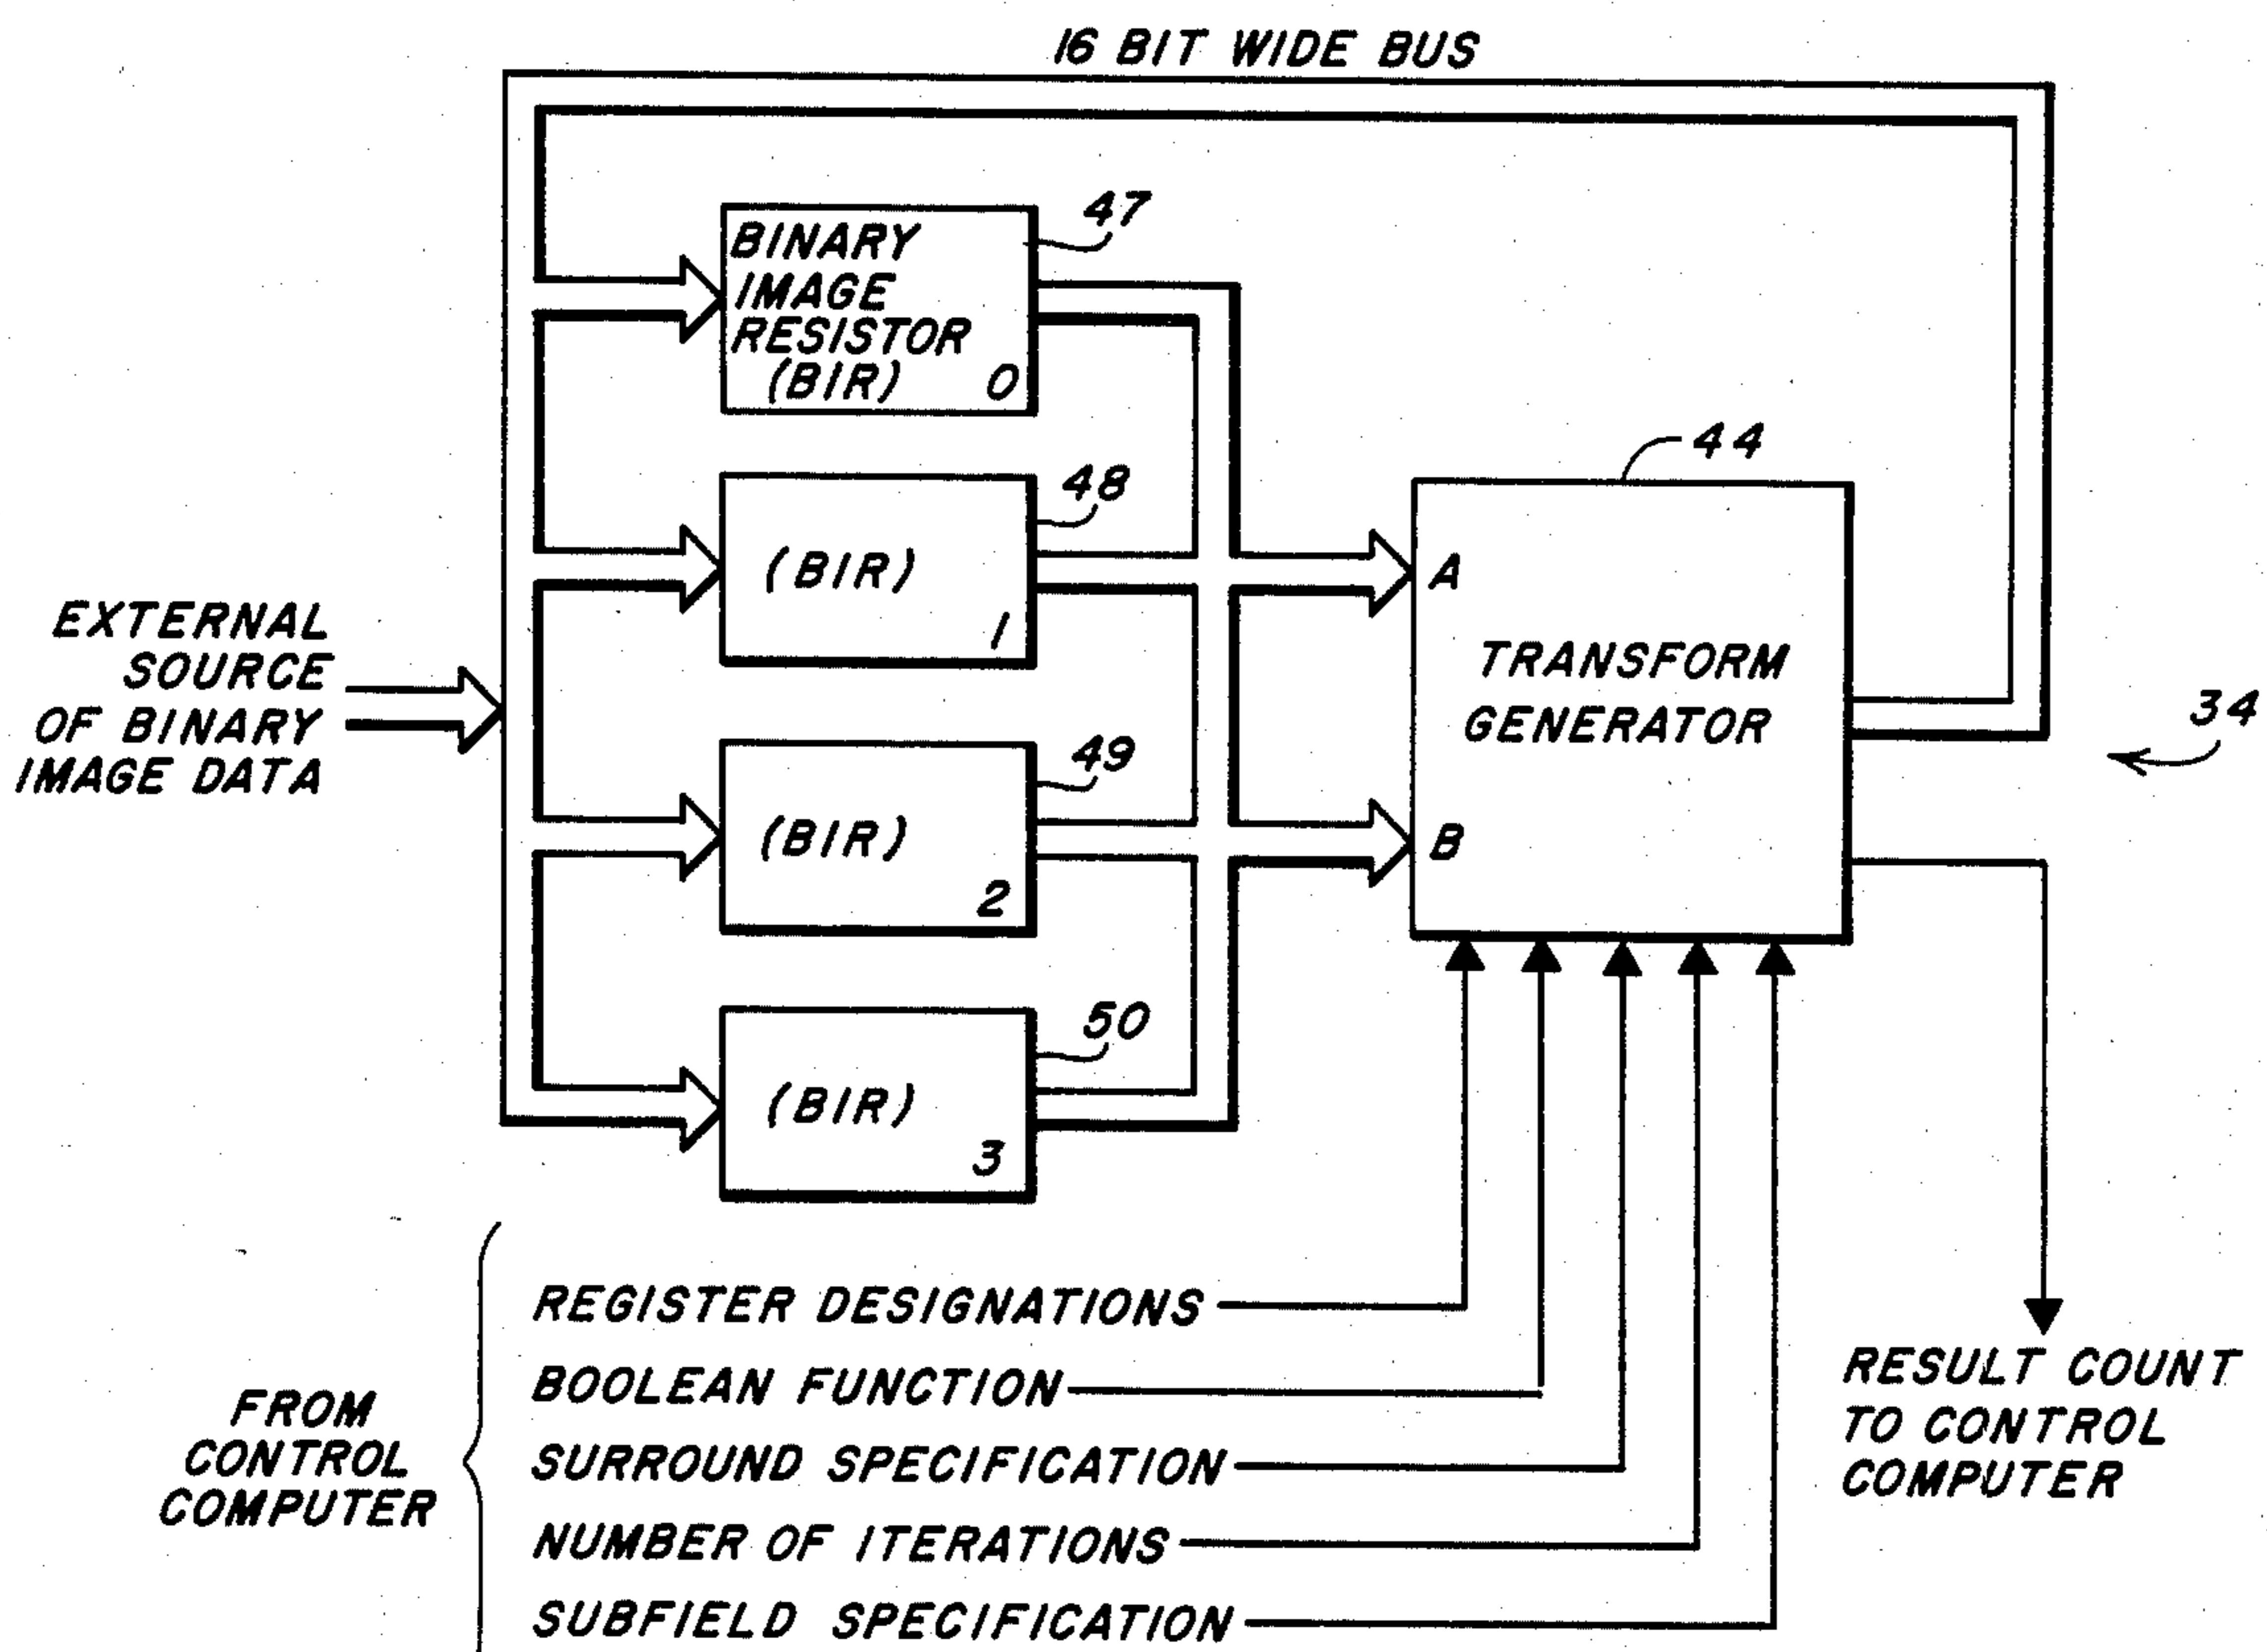 16 BIT WIDE BUS
BINARY
IMAGE
RESISTOR
(BIR) 0
47
(BIR)
1
48
(BIR)
2
49
(BIR)
3
50
EXTERNAL
SOURCE
OF BINARY
IMAGE DATA
A
B
TRANSFORM
GENERATOR
44
34
FROM
CONTROL
COMPUTER
REGISTER DESIGNATIONS
BOOLEAN FUNCTION
SURROUND SPECIFICATION
NUMBER OF ITERATIONS
SUBFIELD SPECIFICATION
RESULT COUNT
TO CONTROL
COMPUTER